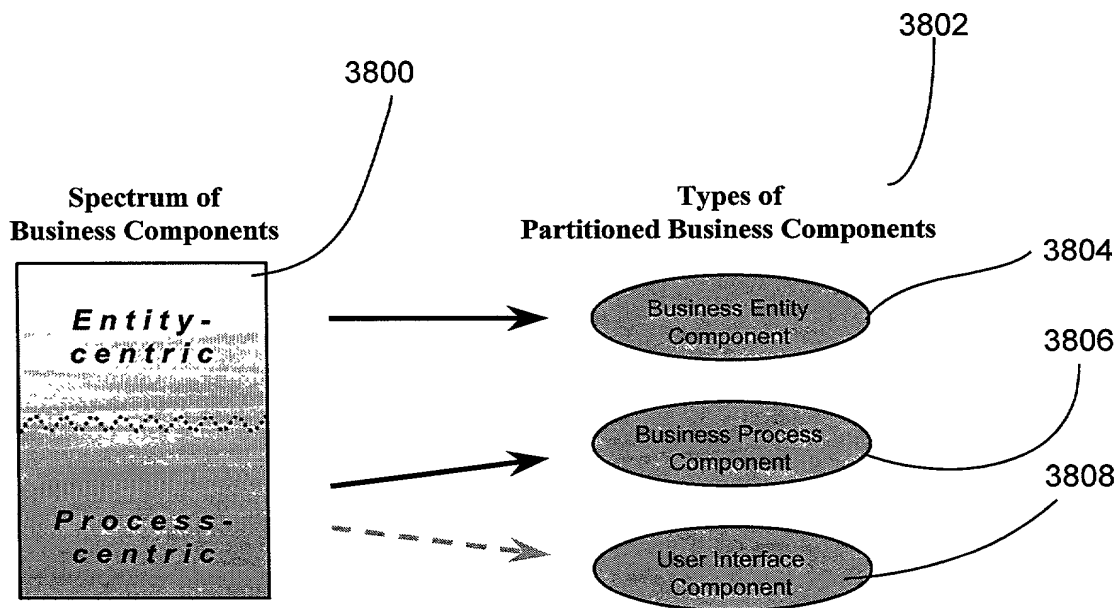 3802
3800
Spectrum of
Business Components
Types of
Partitioned Business Components
3804
Entity-
centric
Business Entity
Component
3806
Business Process
Component
3808
Process-
centric
User Interface
Component